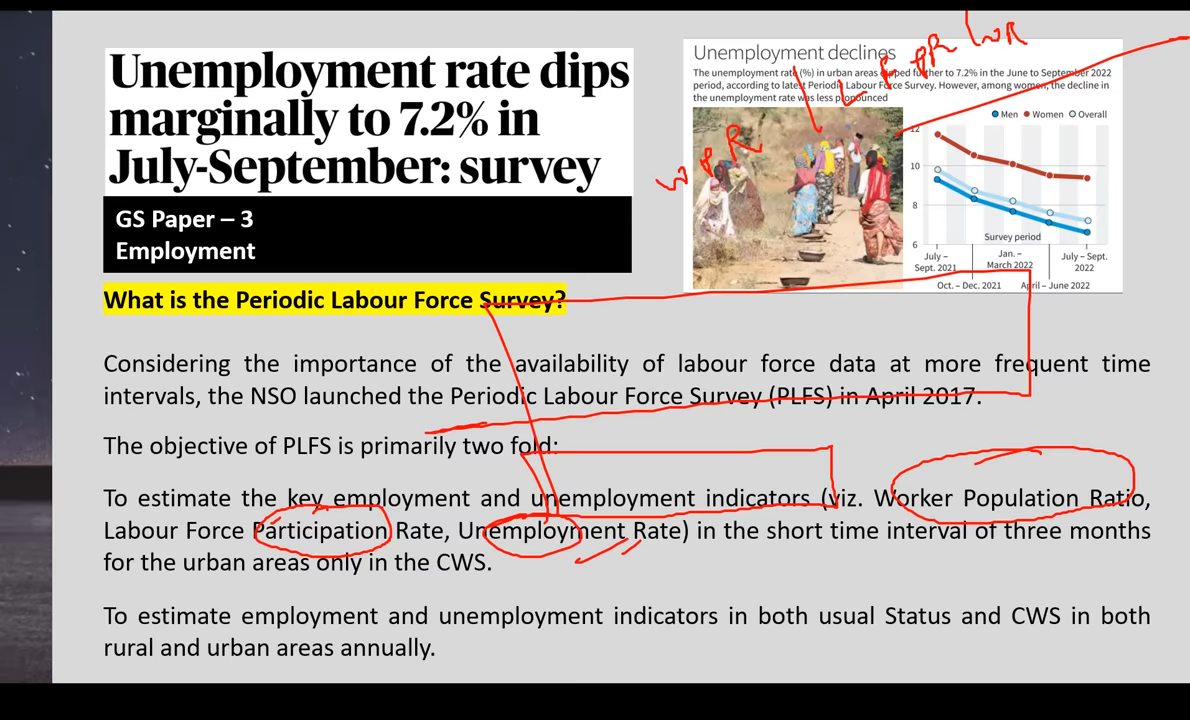 Unemployment rate dips
marginally to 7.2% in
July-September: survey
GS Paper – 3
Employment
Unemployment declines
The unemployment rate (%) in urban areas dipped further to 7.2% in the June to September 2022
period, according to latest Periodic Labour Force Survey. However, among women, the decline in
the unemployment rate was less pronounced
Men Women Overall
12
10
8
6
Survey period
July – Sept. 2021
Oct. – Dec. 2021
Jan. – March 2022
April – June 2022
July – Sept. 2022
WPR
What is the Periodic Labour Force Survey?
Considering the importance of the availability of labour force data at more frequent time
intervals, the NSO launched the Periodic Labour Force Survey (PLFS) in April 2017.
The objective of PLFS is primarily two fold:
To estimate the key employment and unemployment indicators (viz. Worker Population Ratio,
Labour Force Participation Rate, Unemployment Rate) in the short time interval of three months
for the urban areas only in the CWS.
To estimate employment and unemployment indicators in both usual Status and CWS in both
rural and urban areas annually.